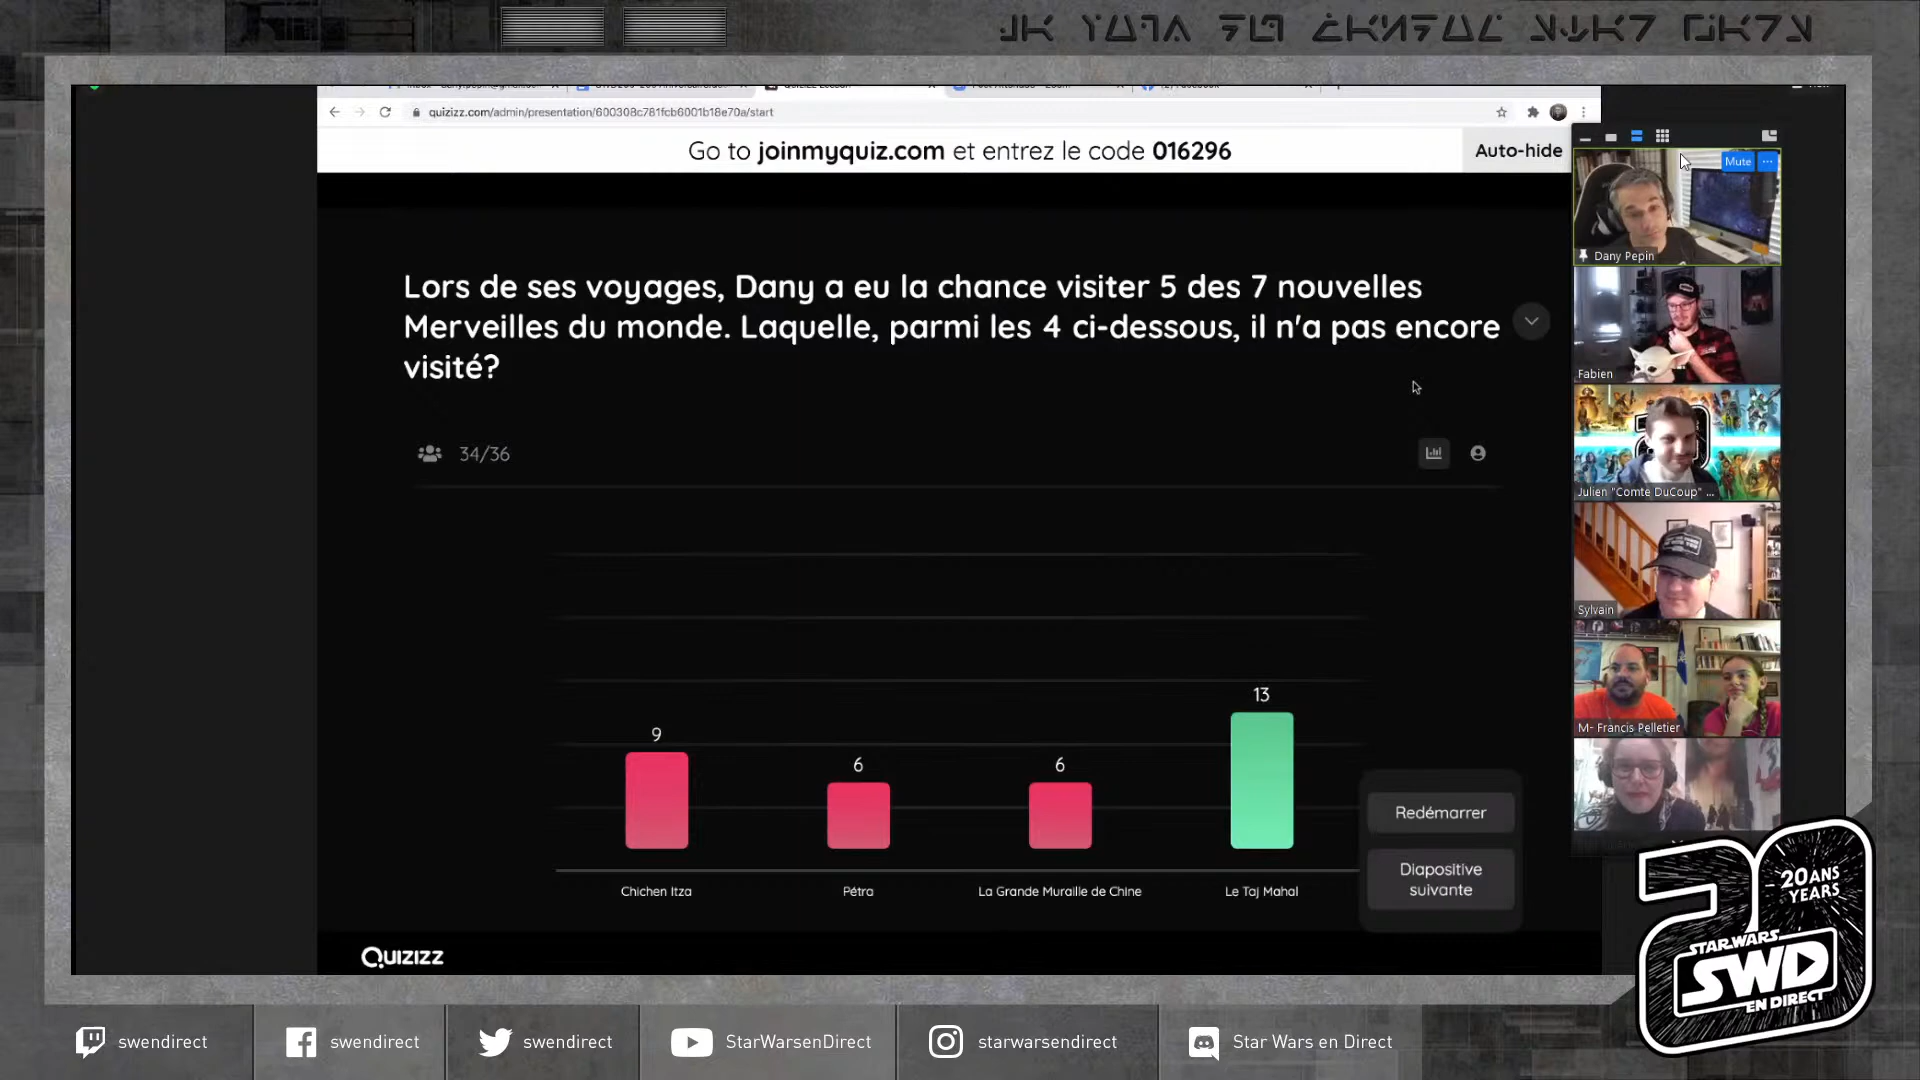 quizizz.com/admin/presentation/600308c781fcb6001b18e70a/start
Go to joinmyquiz.com et entrez le code 016296
Auto-hide
Lors de ses voyages, Dany a eu la chance visiter 5 des 7 nouvelles
Merveilles du monde. Laquelle, parmi les 4 ci-dessous, il n'a pas encore
visité?
34/36
9
6
6
13
Chichen Itza
Pétra
La Grande Muraille de Chine
Le Taj Mahal
Redémarrer
Diapositive
suivante
Quizizz
Mute
Dany Pepin
Fabien
Julien "Comte DuCoup" ...
Sylvain
M- Francis Pelletier
20 ANS
YEARS
STAR WARS
SWD
EN DIRECT
swendirect
swendirect
swendirect
StarWarsenDirect
starwarsendirect
Star Wars en Direct